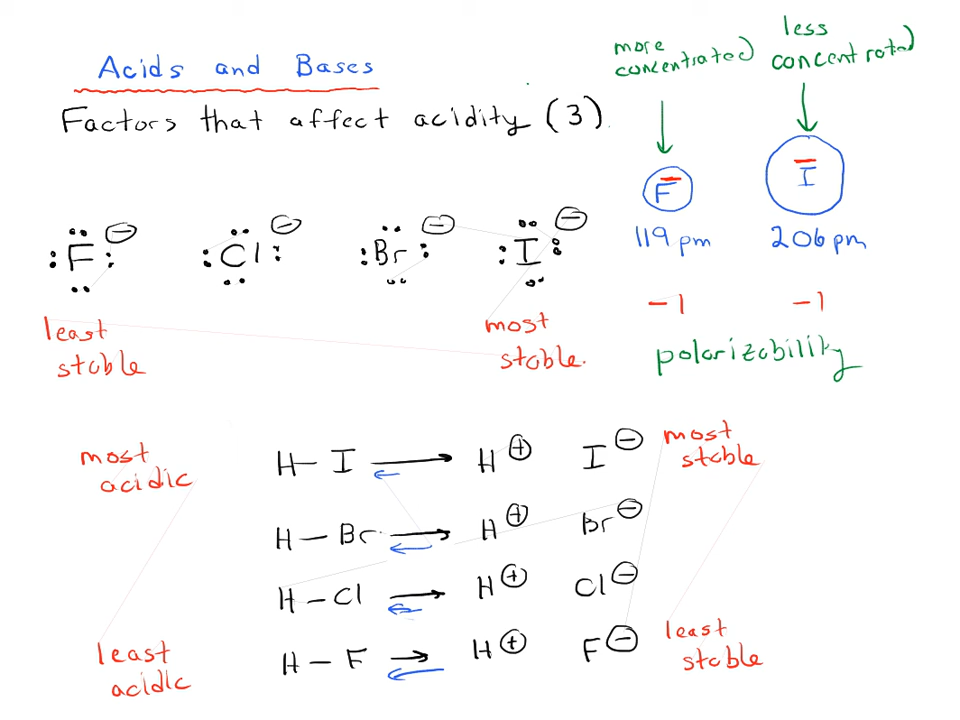 Acids and Bases
Factors that affect acidity (3)
more
concentrated
less
concentrated
F –
I –
119 pm
206 pm
F ⊖
Cl ⊖
Br ⊖
I ⊖
least
stable
most
stable.
-1
-1
polarizability
most
acidic
H – I → ← H ⊕ I ⊖
most
stable
H – Br → ← H ⊕ Br ⊖
H – Cl → ← H ⊕ Cl ⊖
least
acidic
H – F → ← H ⊕ F ⊖
least
stable